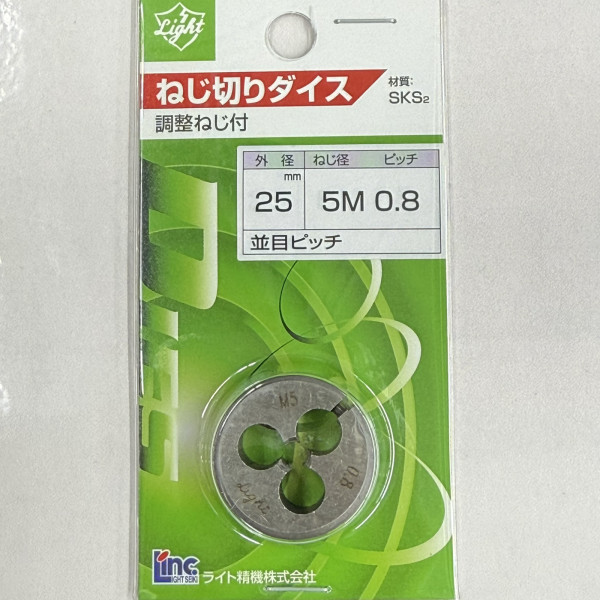 Light
ねじ切りダイス
材質:
SKS2
調整ねじ付
外 径 ねじ径 ピッチ
mm
25 5M 0.8
並目ピッチ
M5
0.8
Light
Linc.
LIGHT SEIKI
ライト精機株式会社